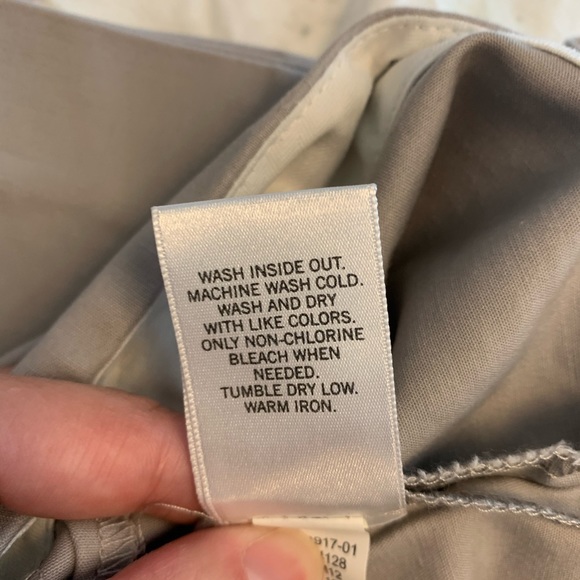 WASH INSIDE OUT.
MACHINE WASH COLD.
WASH AND DRY
WITH LIKE COLORS.
ONLY NON-CHLORINE
BLEACH WHEN
NEEDED.
TUMBLE DRY LOW.
WARM IRON.